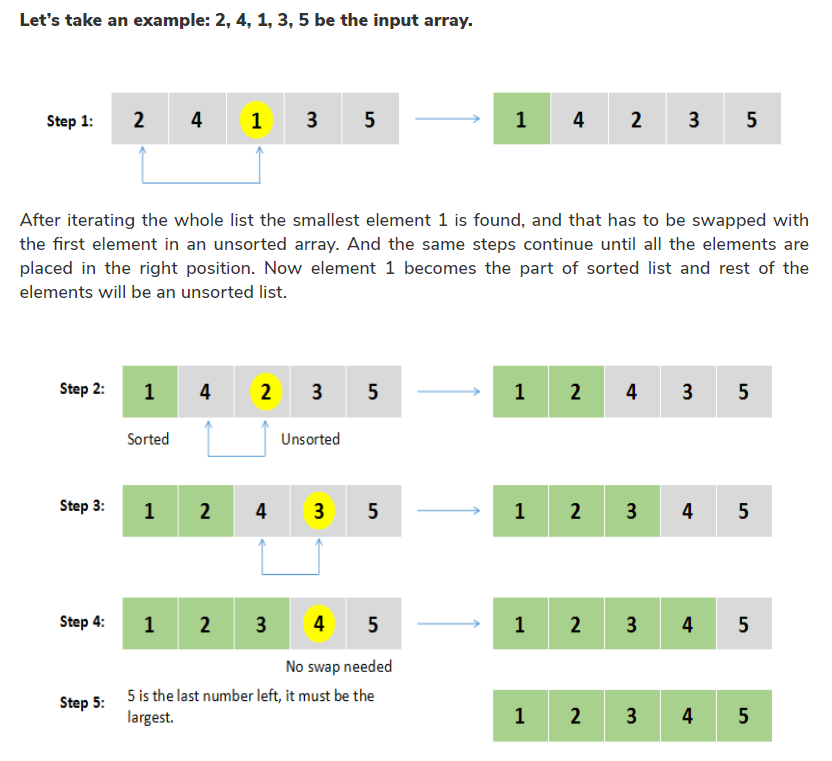 Let’s take an example: 2, 4, 1, 3, 5 be the input array.
Step 1: 2 4 1 3 5 1 4 2 3 5
After iterating the whole list the smallest element 1 is found, and that has to be swapped with
the first element in an unsorted array. And the same steps continue until all the elements are
placed in the right position. Now element 1 becomes the part of sorted list and rest of the
elements will be an unsorted list.
Step 2: 1 4 2 3 5 1 2 4 3 5
Sorted Unsorted
Step 3: 1 2 4 3 5 1 2 3 4 5
Step 4: 1 2 3 4 5 1 2 3 4 5
No swap needed
Step 5: 5 is the last number left, it must be the
largest.
1 2 3 4 5